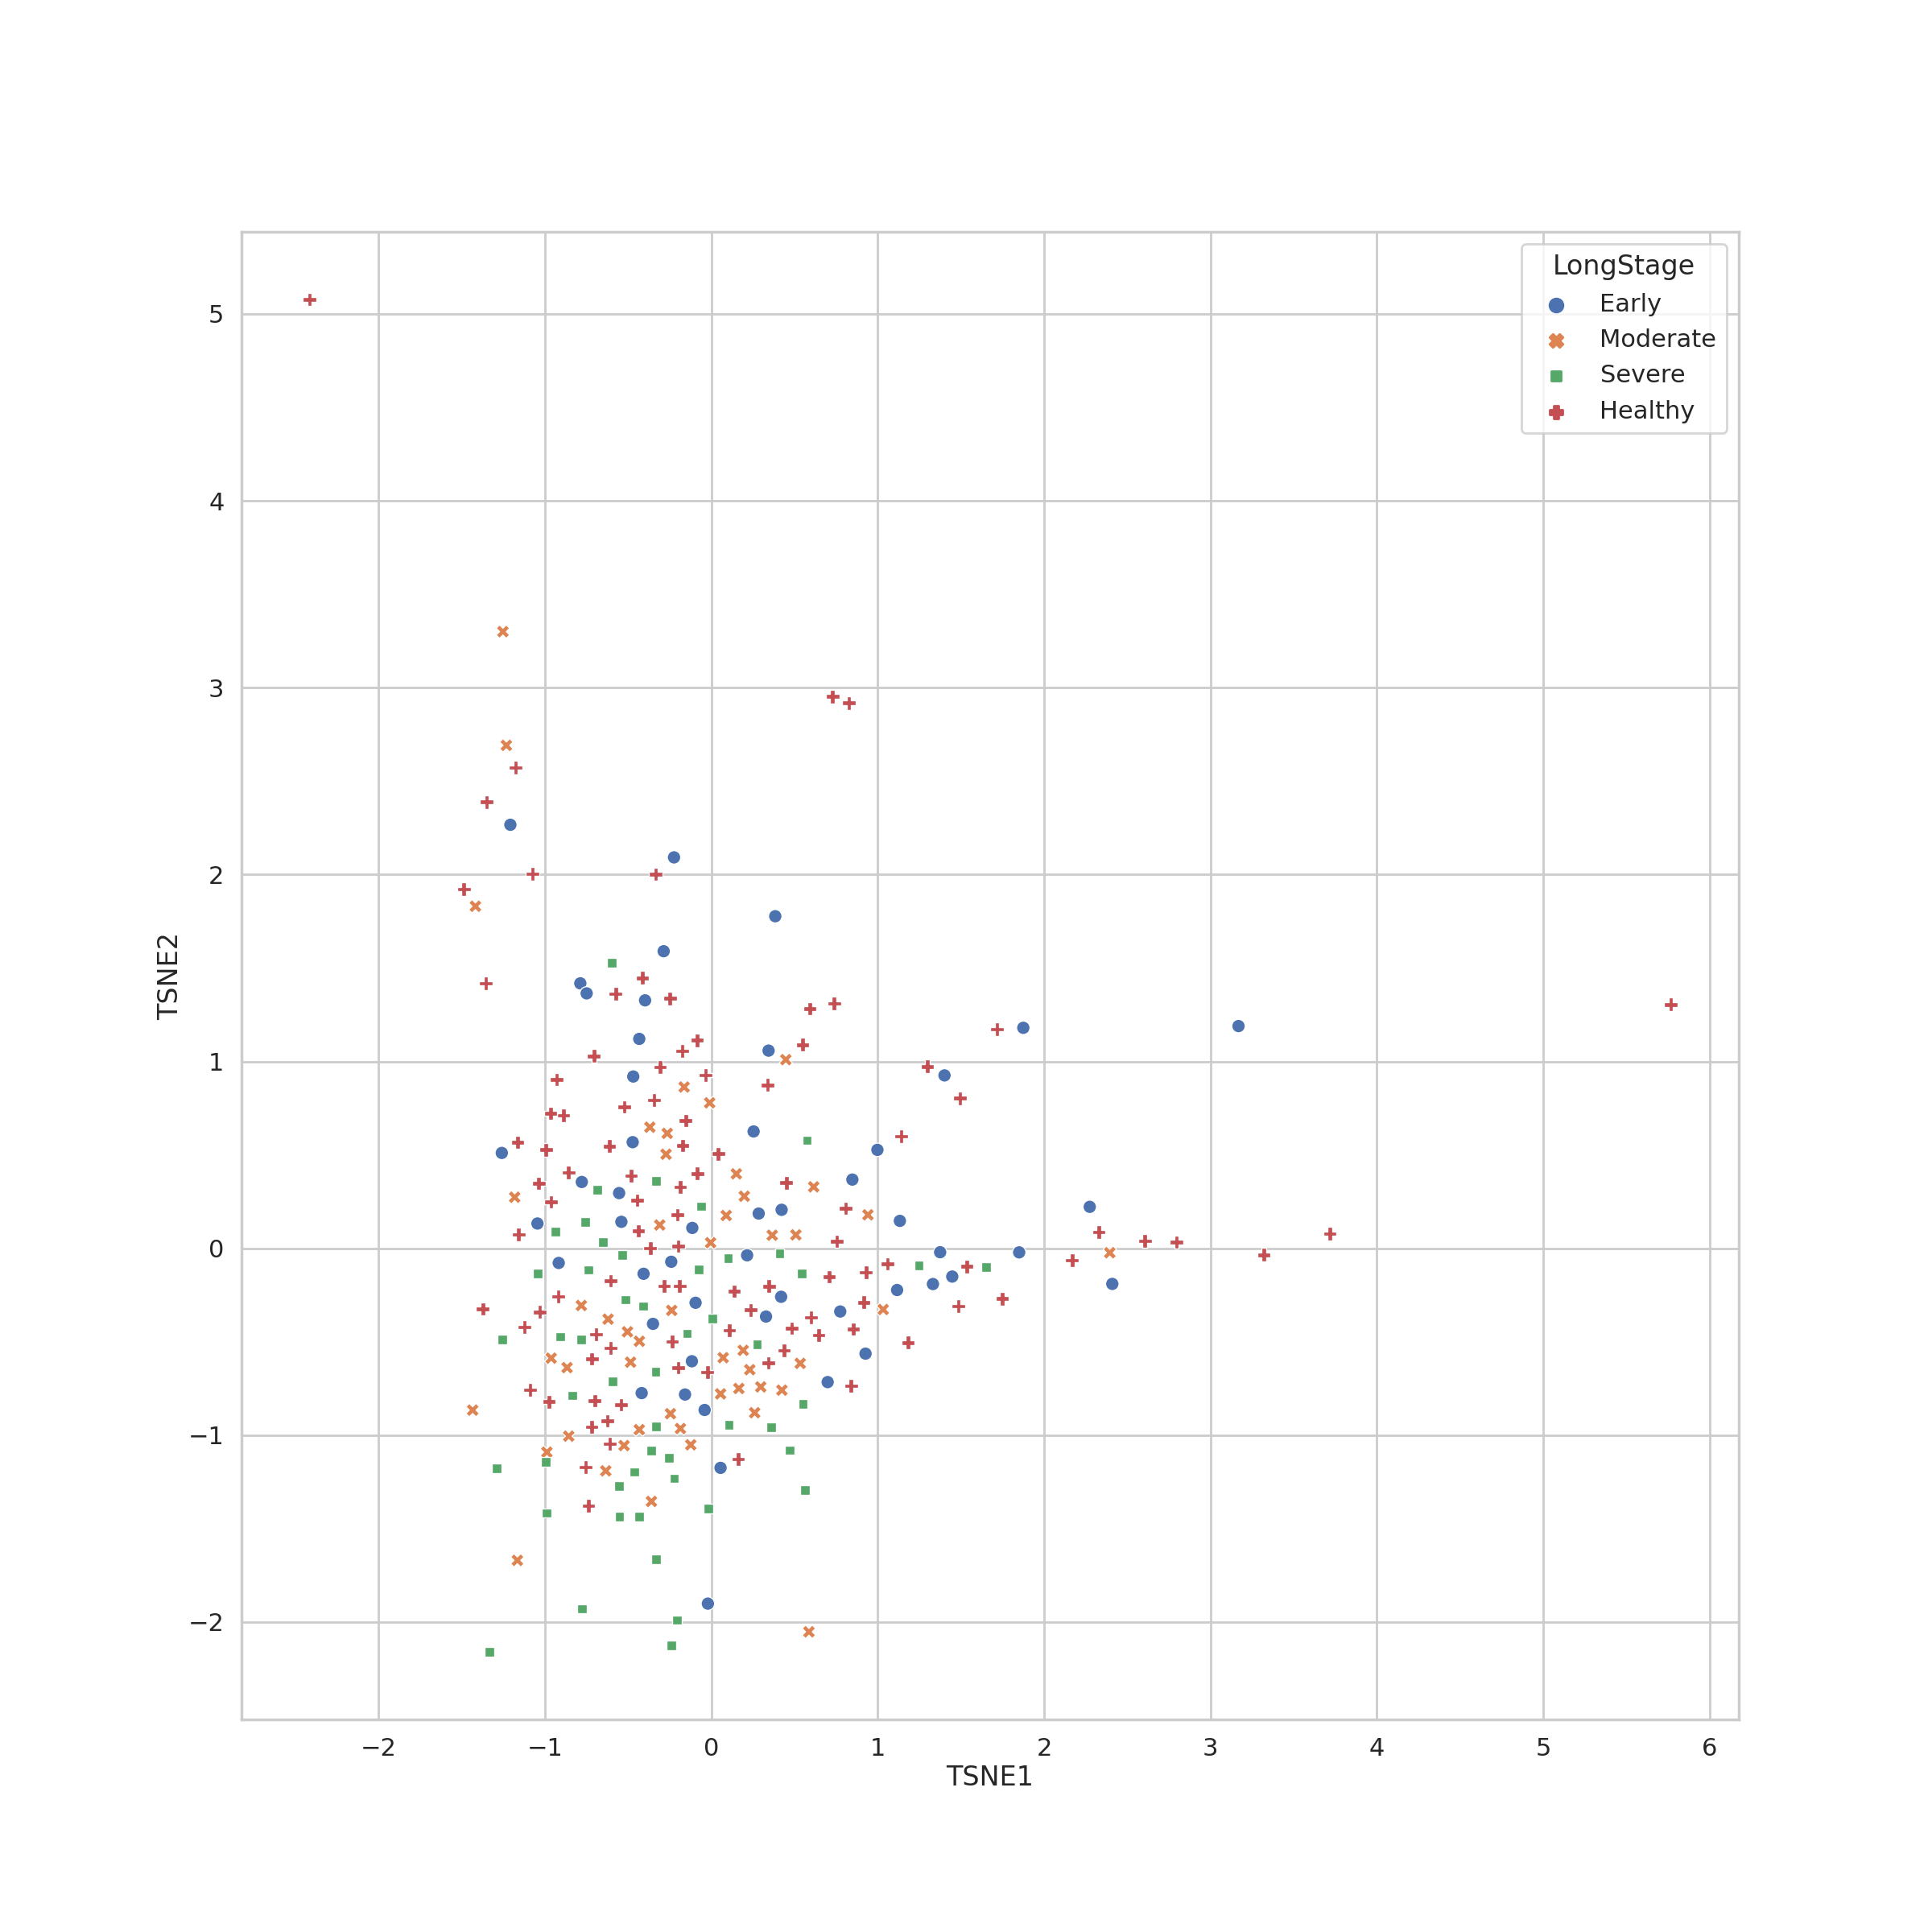 LongStage
Early
Moderate
Severe
Healthy
5
4
3
2
1
0
−1
−2
TSNE2
−2 −1 0 1 2 3 4 5 6
TSNE1